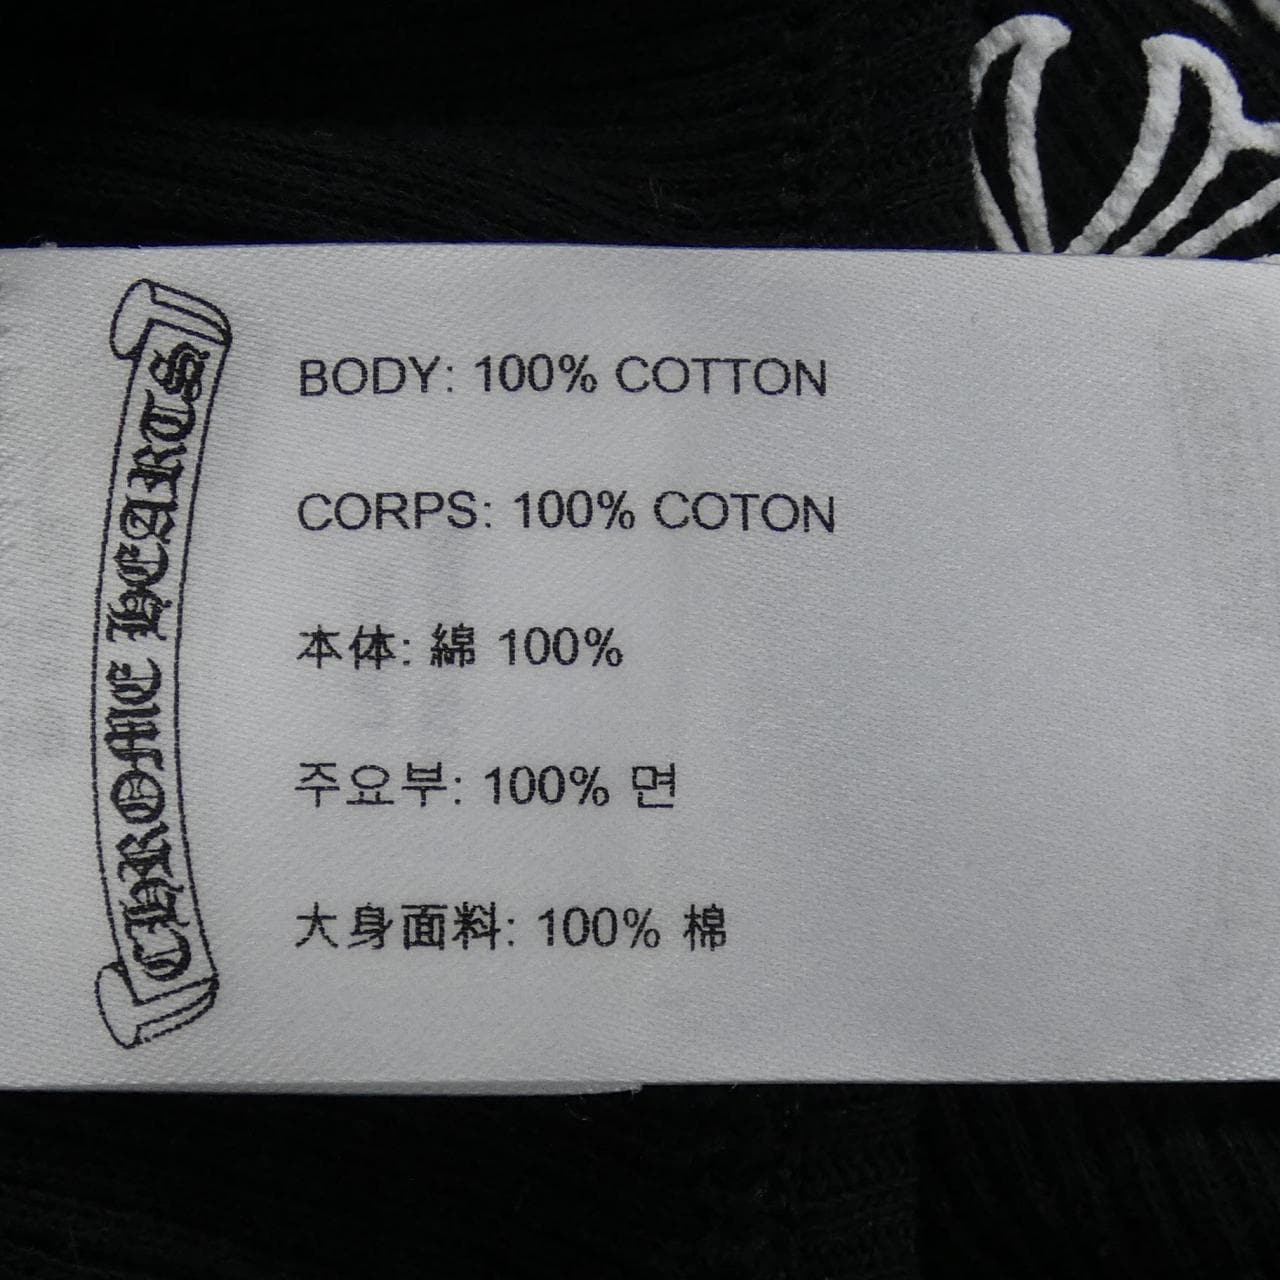 CHROME HEARTS
BODY: 100% COTTON
CORPS: 100% COTON
本体: 綿 100%
주요부: 100% 면
大身面料: 100% 棉